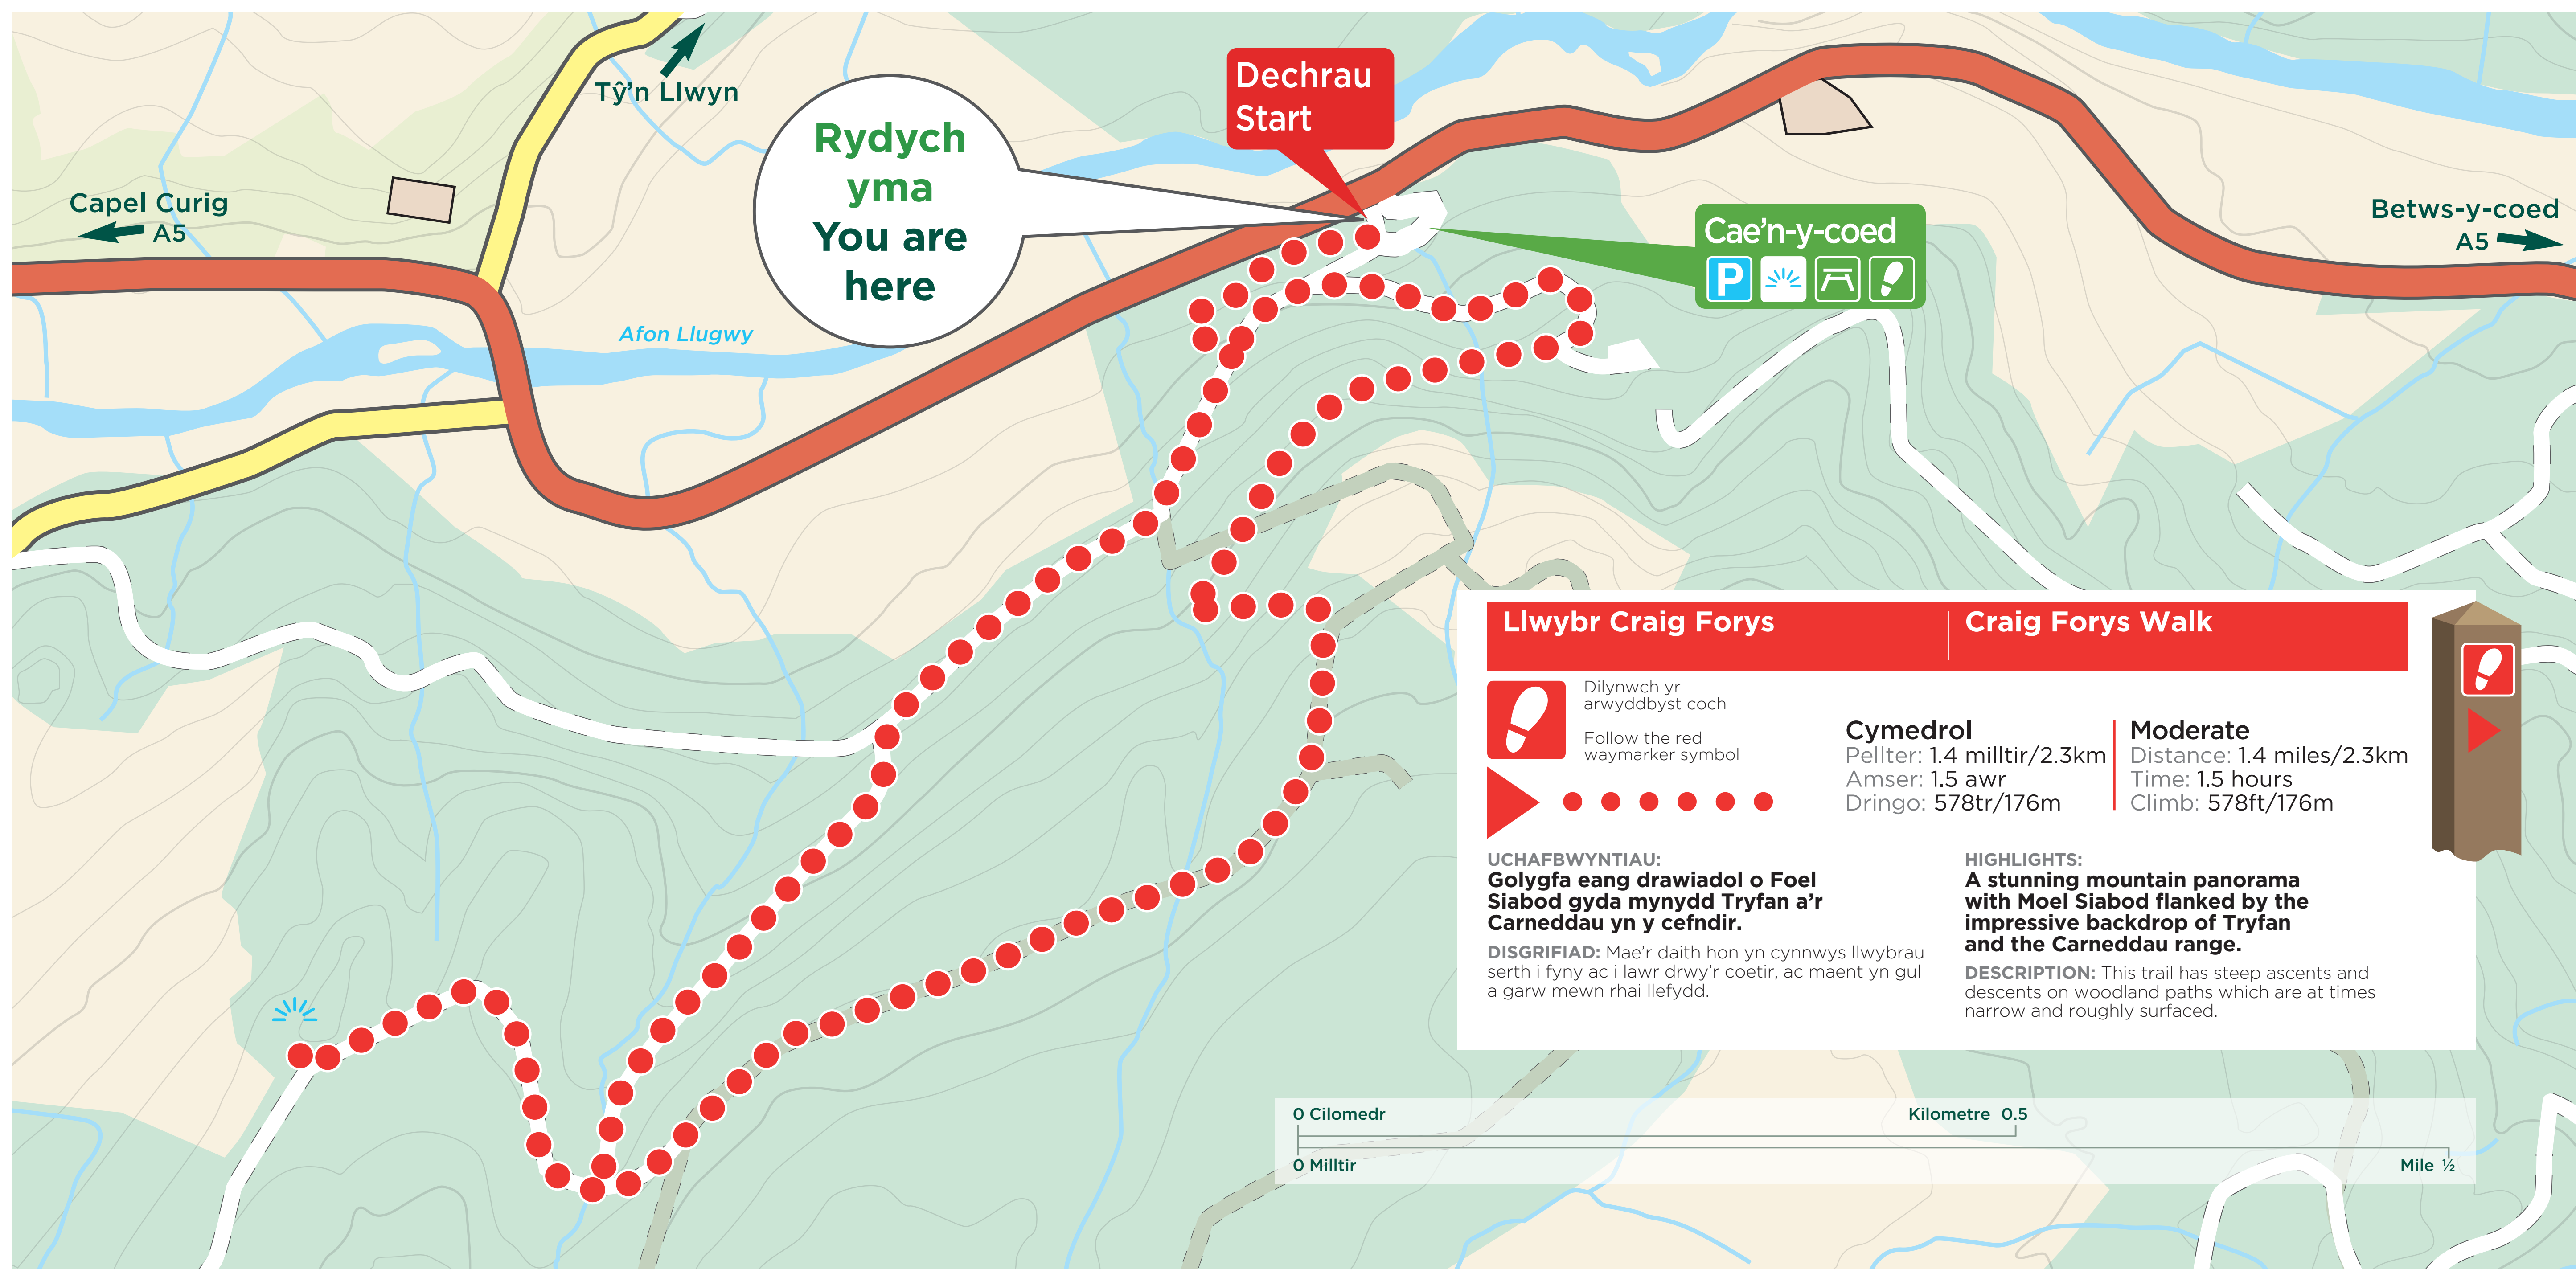 Tŷ'n Llwyn
Capel Curig
A5
Rydych
yma
You are
here
Dechrau
Start
Cae'n-y-coed
P
Betws-y-coed
A5
Afon Llugwy
Llwybr Craig Forys
Craig Forys Walk
Dilynwch yr
arwyddbyst coch
Follow the red
waymarker symbol
Cymedrol
Pellter: 1.4 milltir/2.3km
Amser: 1.5 awr
Dringo: 578tr/176m
Moderate
Distance: 1.4 miles/2.3km
Time: 1.5 hours
Climb: 578ft/176m
UCHAFBWYNTIAU:
Golygfa eang drawiadol o Foel
Siabod gyda mynydd Tryfan a'r
Carneddau yn y cefndir.
DISGRIFIAD: Mae'r daith hon yn cynnwys llwybrau
serth i fyny ac i lawr drwy'r coetir, ac maent yn gul
a garw mewn rhai llefydd.
HIGHLIGHTS:
A stunning mountain panorama
with Moel Siabod flanked by the
impressive backdrop of Tryfan
and the Carneddau range.
DESCRIPTION: This trail has steep ascents and
descents on woodland paths which are at times
narrow and roughly surfaced.
0 Cilomedr
Kilometre 0.5
0 Milltir
Mile ½